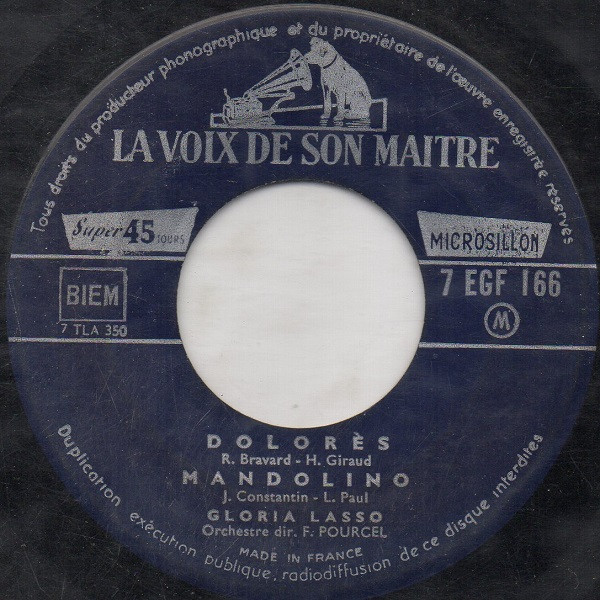 Tous droits du producteur phonographique et du propriétaire de l'œuvre enregistrée réservés
LA VOIX DE SON MAITRE
Super 45 TOURS
MICROSILLON
BIEM
7 EGF 166
7 TLA 350
M
DOLORÈS
R. Bravard - H. Giraud
MANDOLINO
J. Constantin - L. Paul
GLORIA LASSO
Orchestre dir. F. POURCEL
MADE IN FRANCE
Duplication exécution publique, radiodiffusion de ce disque interdites